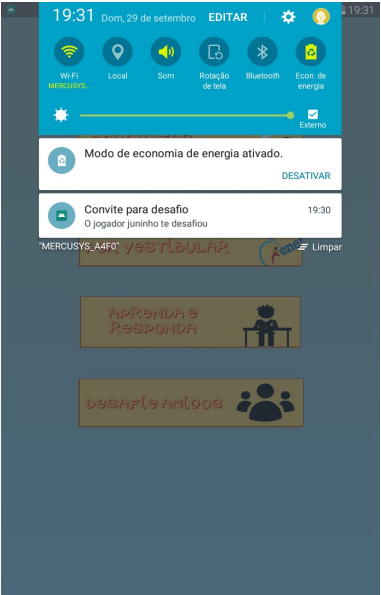 19:31 Dom, 29 de setembro EDITAR
19:31
Wi-Fi
MERCUSYS..
Local
Som
Rotação
de tela
Bluetooth
Econ. de
energia
Externo
Modo de economia de energia ativado.
DESATIVAR
Convite para desafio 19:30
O jogador juninho te desafiou
"MERCUSYS_A4F0" Limpar
VESTIBULAR
APRENDA E
RESPONDA
DESAFIE AMIGOS